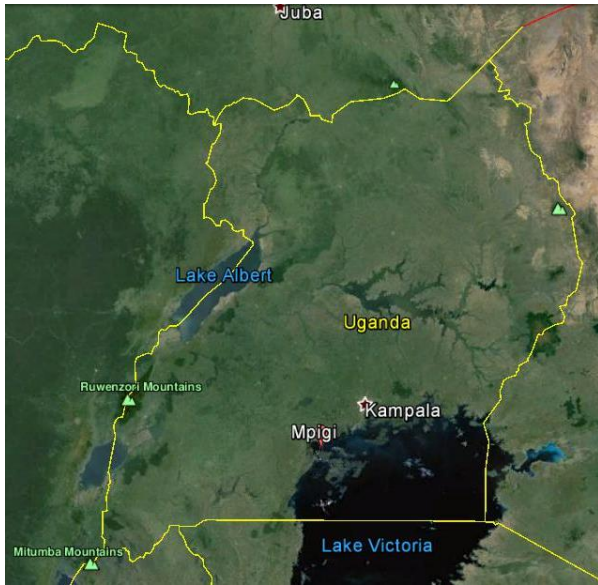 Juba
Lake Albert
Uganda
Ruwenzori Mountains
Kampala
Mpigi
Lake Victoria
Mitumba Mountains